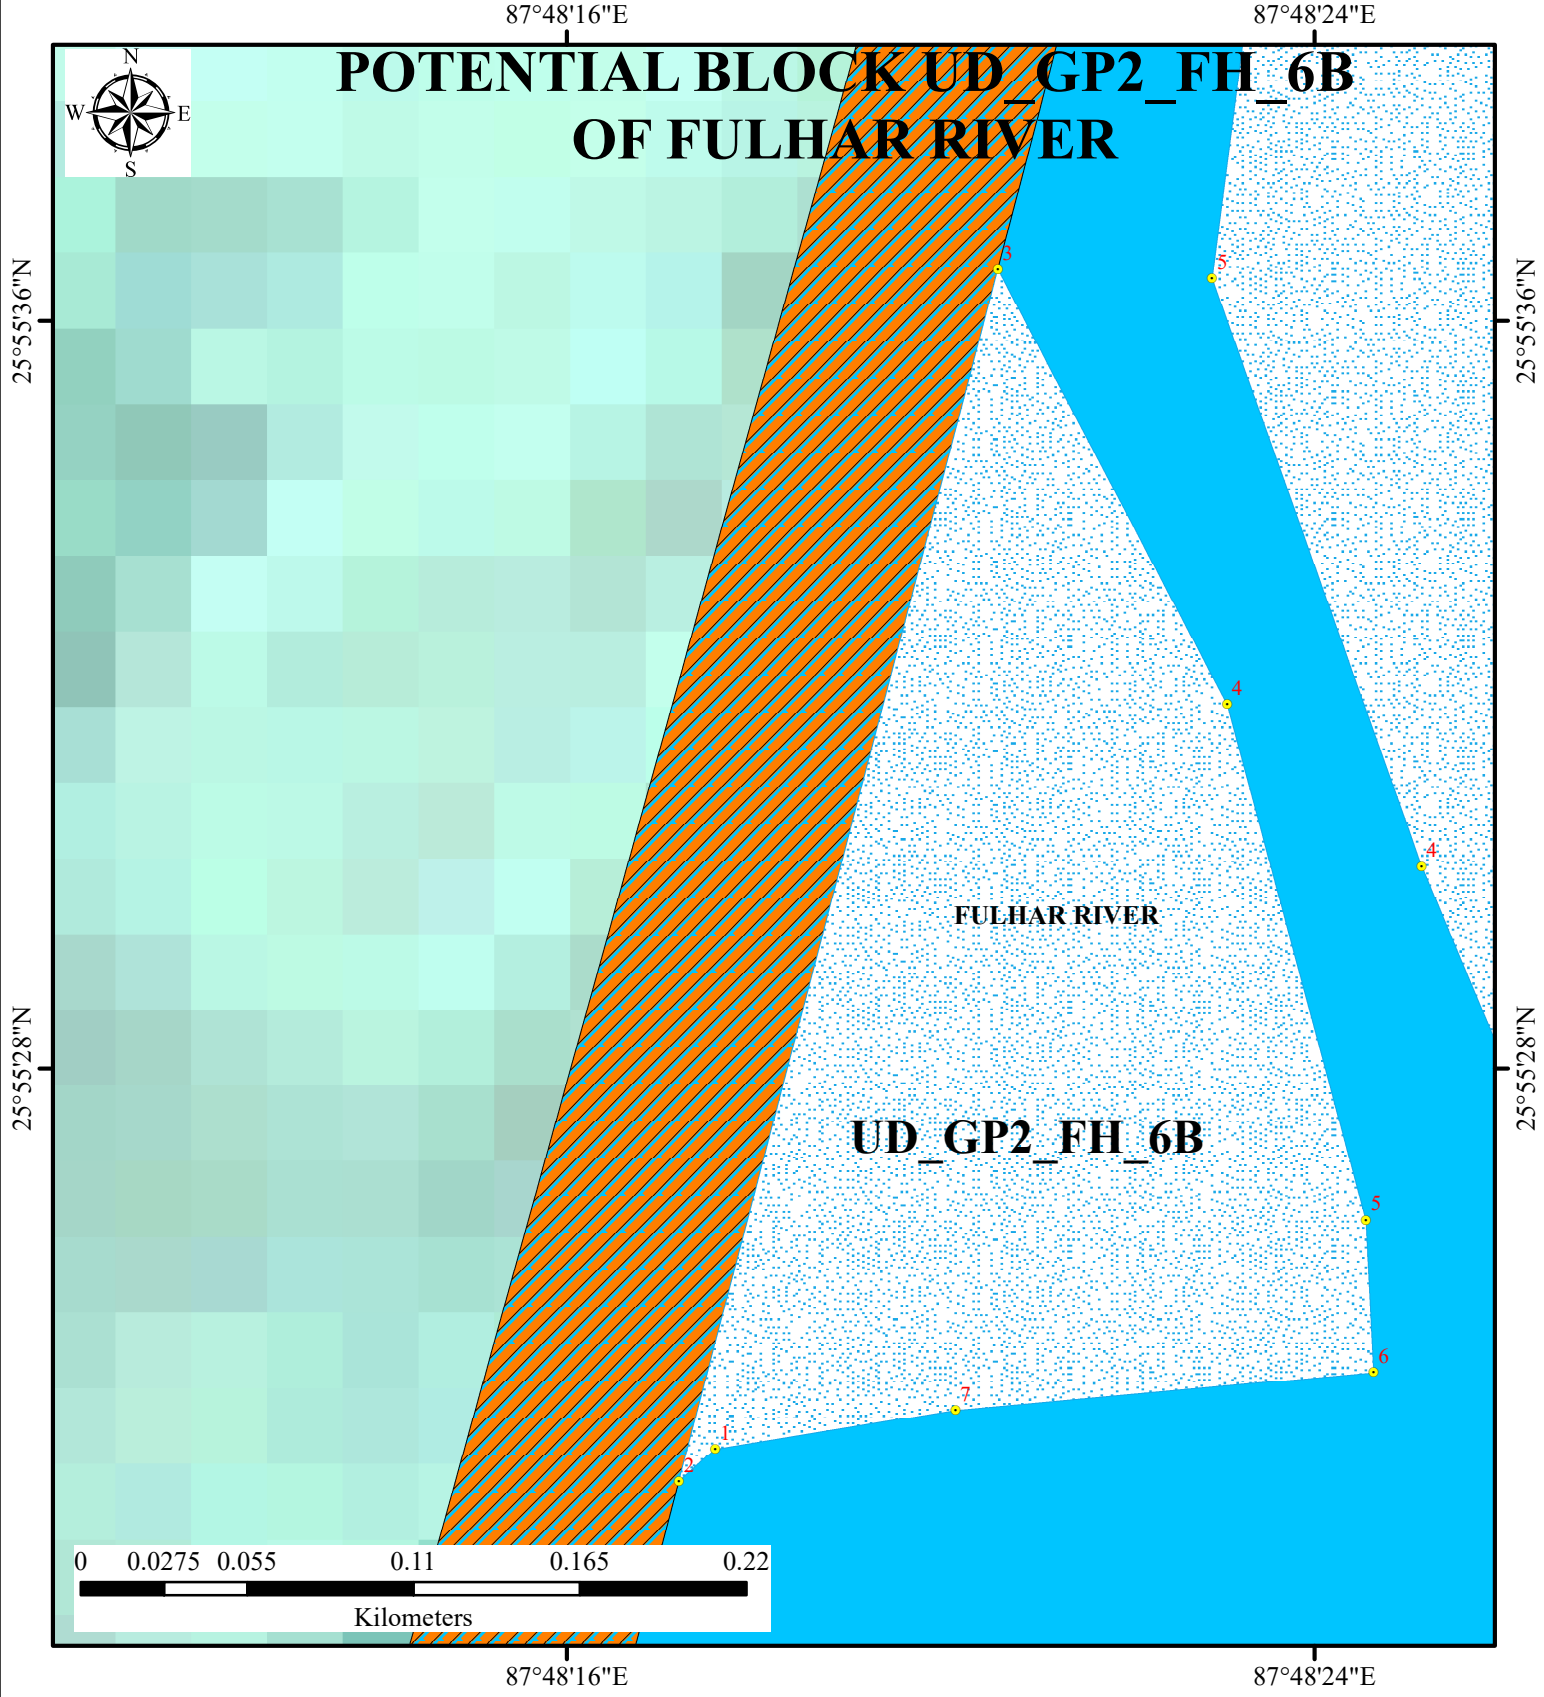 87°48'16"E
87°48'24"E
N
W
E
S
POTENTIAL BLOCK UD_GP2_FH_6B
OF FULHAR RIVER
3
5
25°55'36"N
25°55'36"N
4
4
FULHAR RIVER
25°55'28"N
25°55'28"N
UD_GP2_FH_6B
5
6
7
1
2
0 0.0275 0.055 0.11 0.165 0.22
Kilometers
87°48'16"E
87°48'24"E